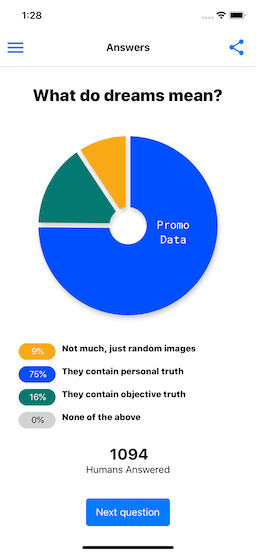 1:28
Answers
What do dreams mean?
Promo
Data
9% Not much, just random images
75% They contain personal truth
16% They contain objective truth
0% None of the above
1094
Humans Answered
Next question